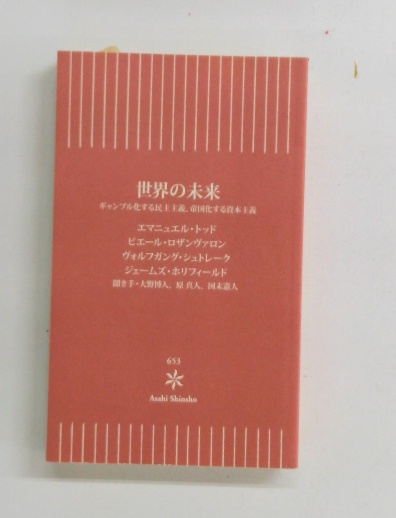 世界の未来
ギャンブル化する民主主義、帝国化する資本主義
エマニュエル・トッド
ピエール・ロザンヴァロン
ヴォルフガング・シュトレーク
ジェームズ・ホリフィールド
聞き手・大野博人、原 真人、国末憲人
653
Asahi Shinsho